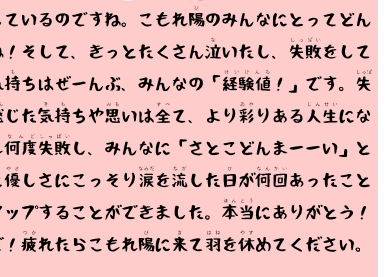 ているのですね。こもれ陽のみんなにとってどん
！そして、きっとたくさん泣いたし、失敗をして
持ちはぜーんぶ、みんなの「経験値！」です。失
じた気持ちや思いは全て、より彩りある人生にな
何度失敗し、みんなに「さとこどんまーーい」と
優しさにこっそり涙を流した日が何回あったこと
ップすることができました。本当にありがとう！
！疲れたらこもれ陽に来て羽を休めてください。